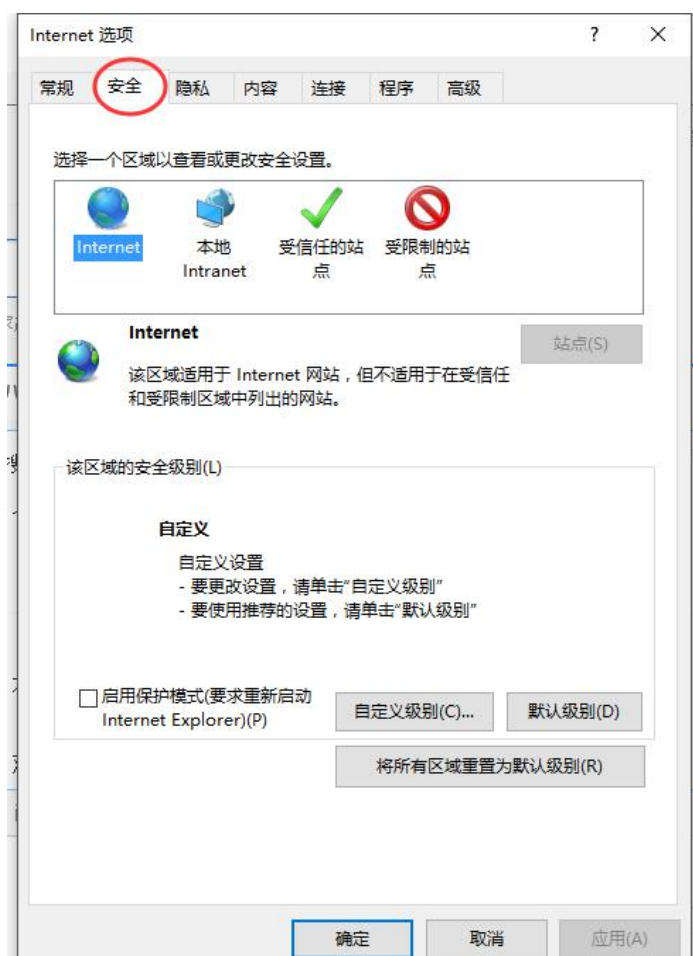 Internet 选项
常规 安全 隐私 内容 连接 程序 高级
选择一个区域以查看或更改安全设置。
Internet
本地
Intranet
受信任的站
点
受限制的站
点
Internet
站点(S)
该区域适用于 Internet 网站，但不适用于在受信任
和受限制区域中列出的网站。
该区域的安全级别(L)
自定义
自定义设置
- 要更改设置，请单击“自定义级别”
- 要使用推荐的设置，请单击“默认级别”
启用保护模式(要求重新启动
Internet Explorer)(P)
自定义级别(C)... 默认级别(D)
将所有区域重置为默认级别(R)
确定 取消 应用(A)